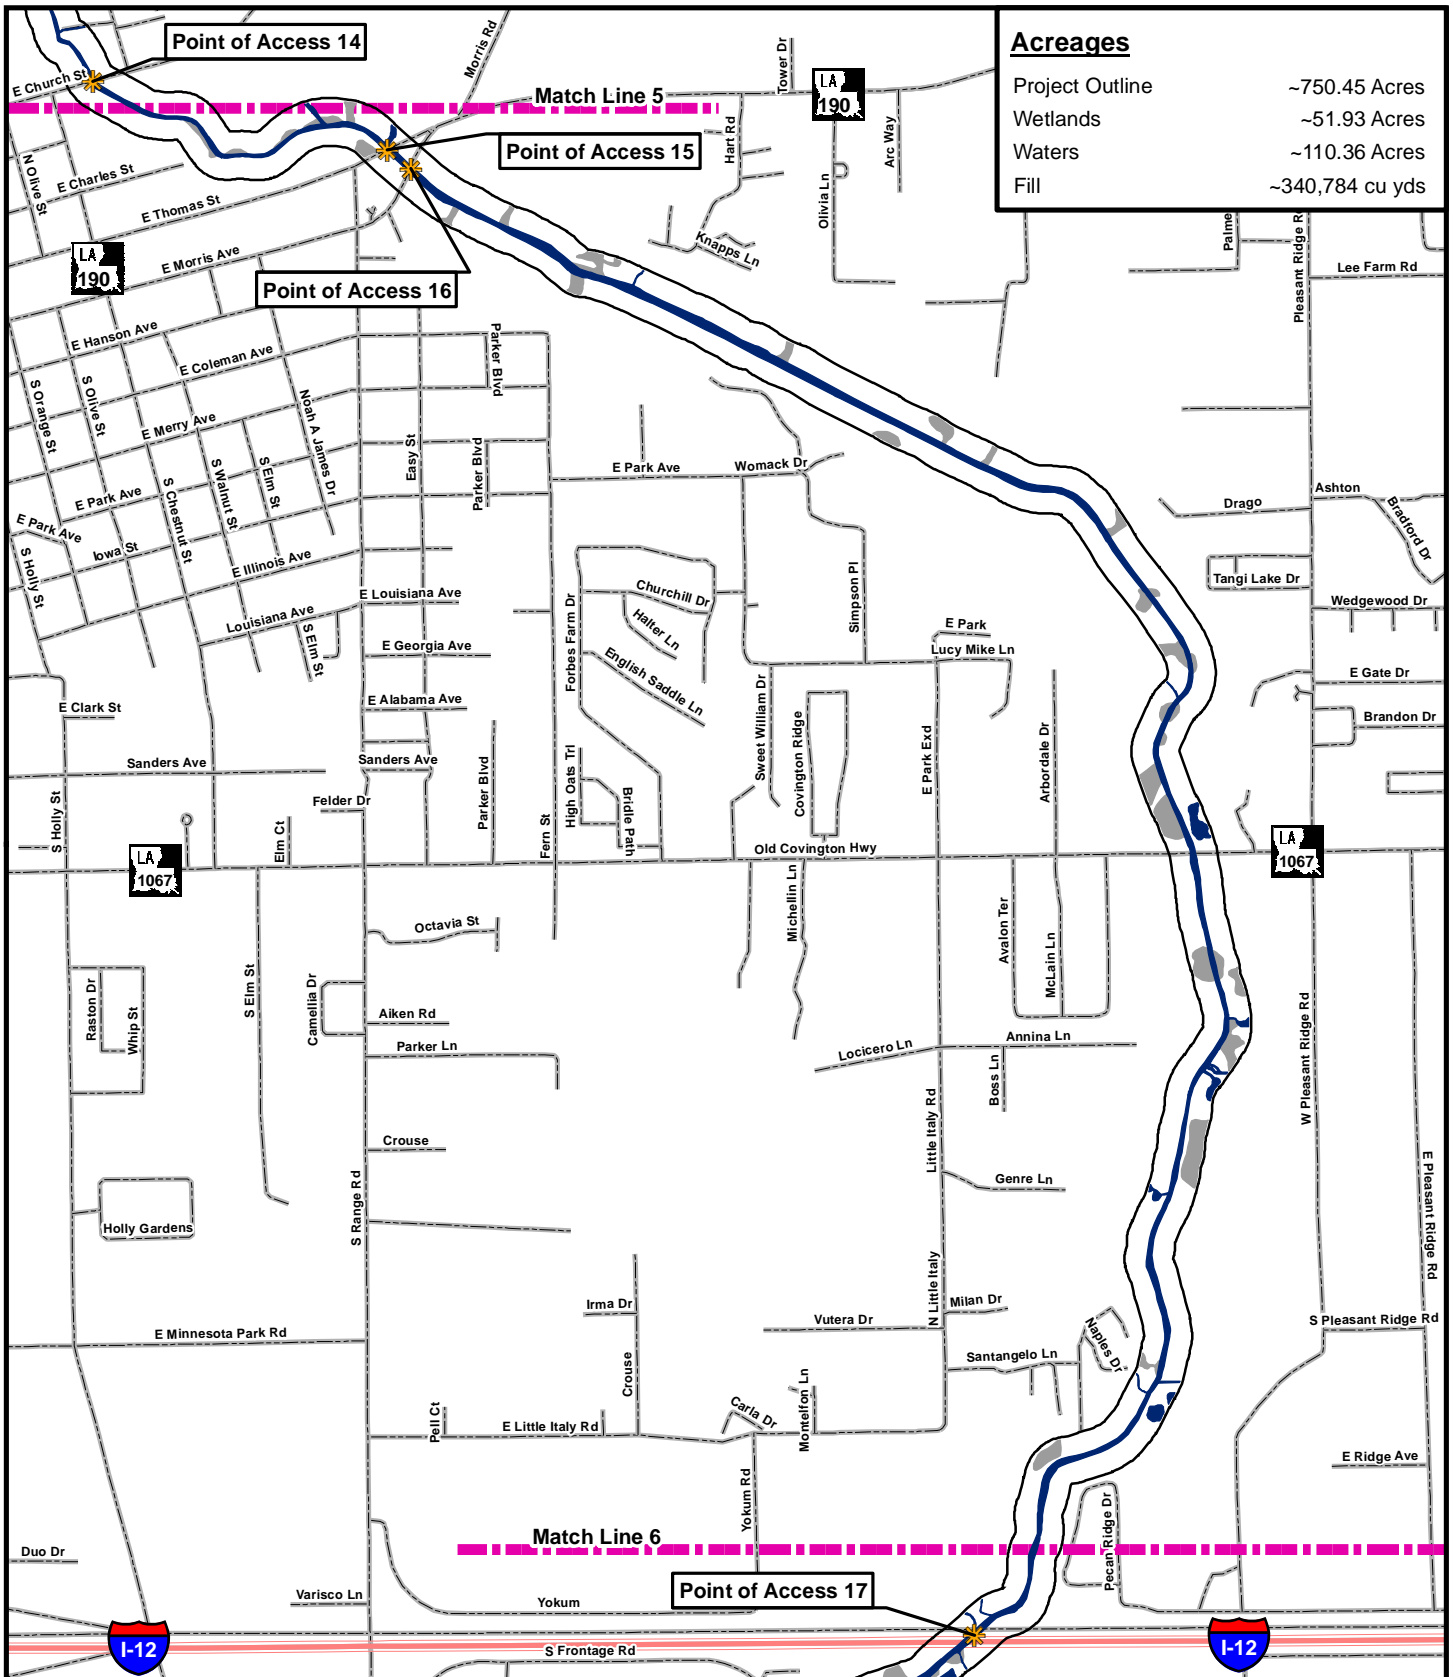 Point of Access 14
Morris Rd
Tower Dr
LA
190
Acreages
Project Outline ~750.45 Acres
Wetlands ~51.93 Acres
Waters ~110.36 Acres
Fill ~340,784 cu yds
E Church St
Match Line 5
Hart Rd
Arc Way
Point of Access 15
N Olive St
E Charles St
E Thomas St
Olivia Ln
Knapps Ln
Pleasant Ridge Rd
Lee Farm Rd
LA
190
E Morris Ave
Point of Access 16
E Hanson Ave
E Coleman Ave
Parker Blvd
S Orange St
S Olive St
Noah A James Dr
E Merry Ave
Easy St
Parker Blvd
E Park Ave
Womack Dr
S Walnut St
S Elm St
E Park Ave
S Chestnut St
Drago
Ashton
Bradford Dr
E Park Ave
Iowa St
E Illinois Ave
S Holly St
Tangi Lake Dr
Wedgewood Dr
E Louisiana Ave
Louisiana Ave
Churchill Dr
Halter Ln
Simpson Pl
Forbes Farm Dr
S Elm St
E Georgia Ave
English Saddle Ln
E Park
Lucy Mike Ln
E Gate Dr
E Clark St
E Alabama Ave
Brandon Dr
Sweet William Dr
Covington Ridge
E Park Exd
Arbordale Dr
Sanders Ave
Sanders Ave
Parker Blvd
High Oats Trl
Bridle Path
Felder Dr
S Holly St
Elm Ct
Fern St
Old Covington Hwy
LA
1067
LA
1067
Michellin Ln
Avalon Ter
McLain Ln
Octavia St
S Elm St
Raston Dr
Whip St
Camellia Dr
Aiken Rd
Parker Ln
Locicero Ln
Annina Ln
Boss Ln
W Pleasant Ridge Rd
Little Italy Rd
Crouse
Genre Ln
E Pleasant Ridge Rd
Holly Gardens
S Range Rd
N Little Italy
Irma Dr
Milan Dr
Vutera Dr
E Minnesota Park Rd
S Pleasant Ridge Rd
Naples Dr
Santangelo Ln
Crouse
Pell Ct
E Little Italy Rd
Carla Dr
Montelfon Ln
E Ridge Ave
Yokum Rd
Match Line 6
Pecan Ridge Dr
Duo Dr
Point of Access 17
Varisco Ln
Yokum
I-12
S Frontage Rd
I-12